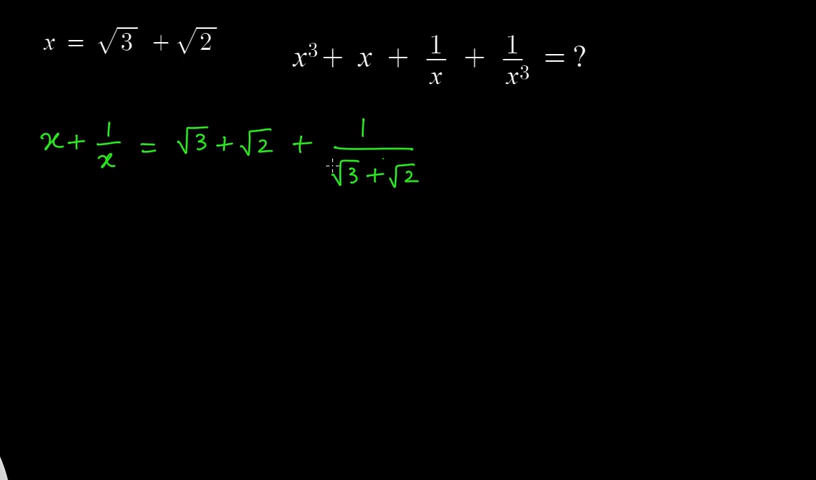 x = √3 + √2
x³ + x + 1/x + 1/x³ = ?
x + 1/x = √3 + √2 + 1/(√3 + √2)